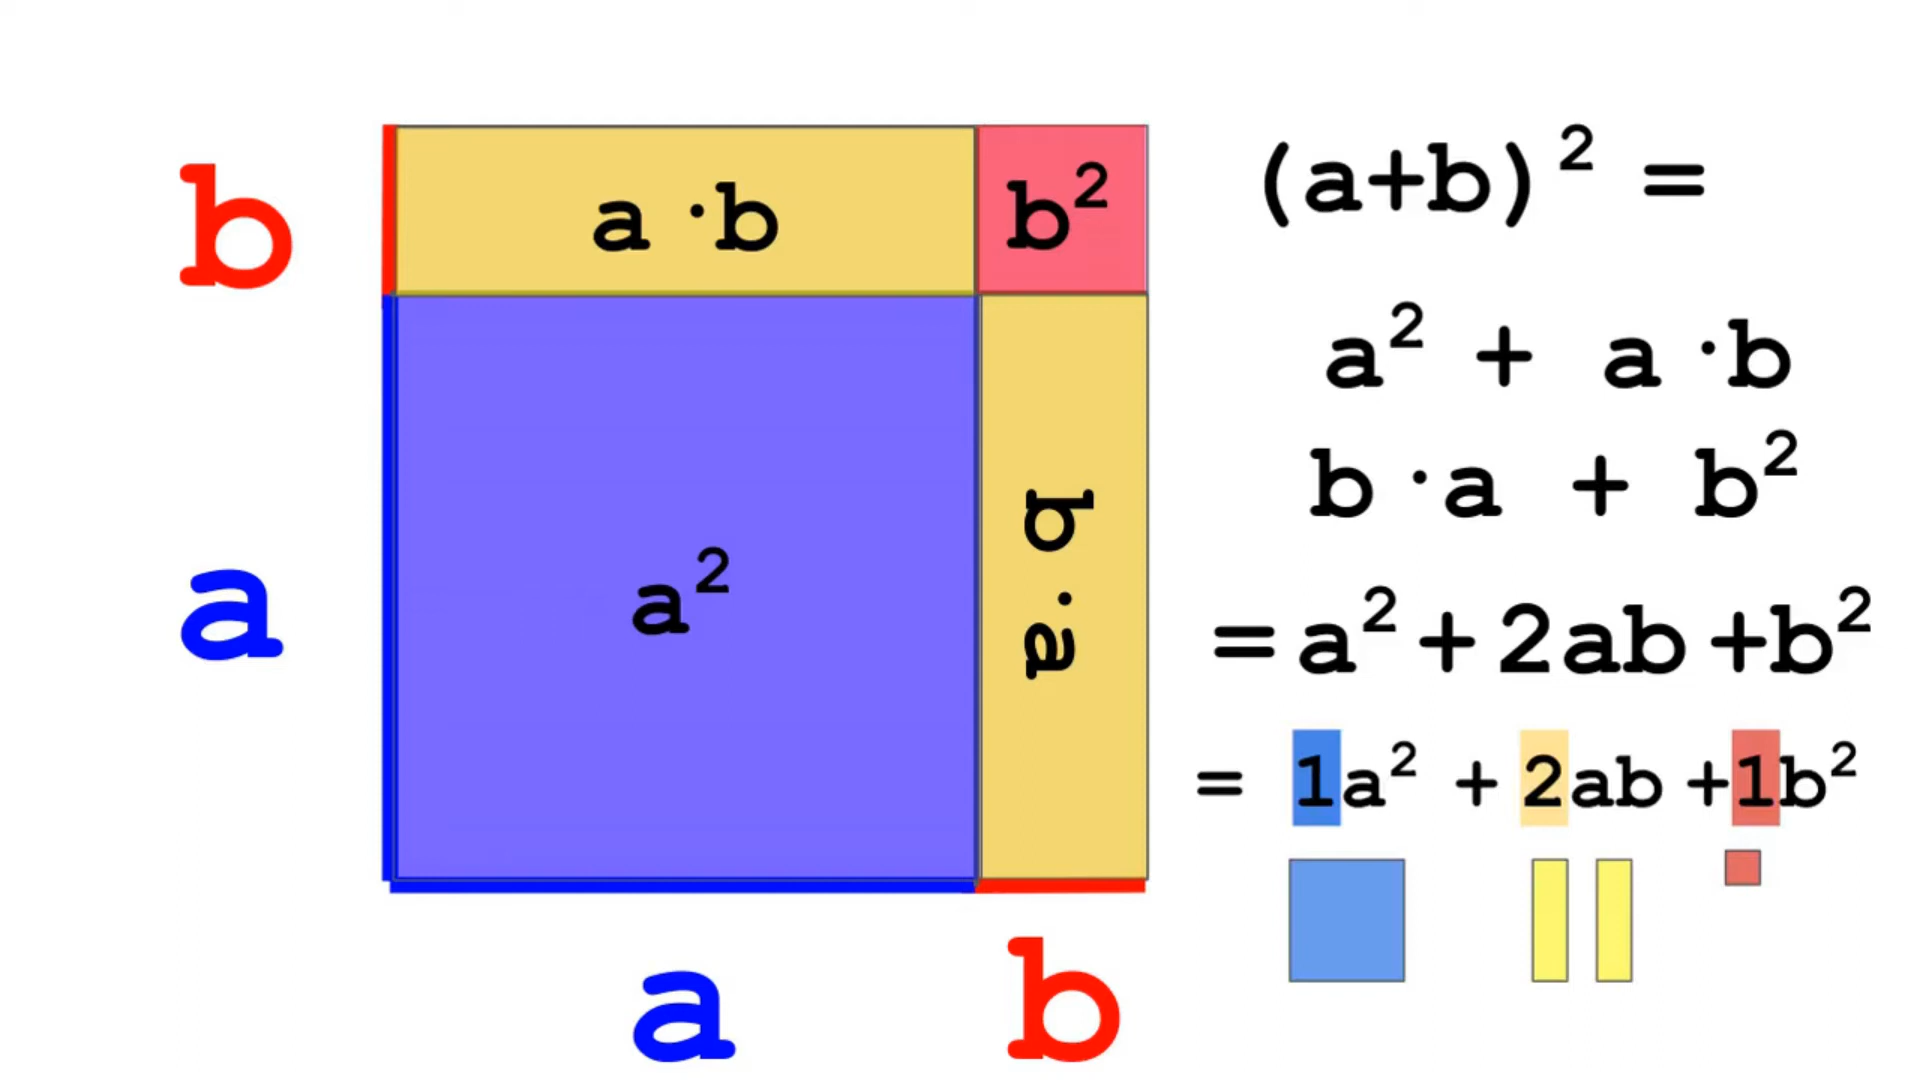 b
a ·b
b²
a
a²
b ·a
a
b
(a+b)² =
a² + a ·b
b ·a + b²
= a² + 2ab + b²
= 1a² + 2ab + 1b²